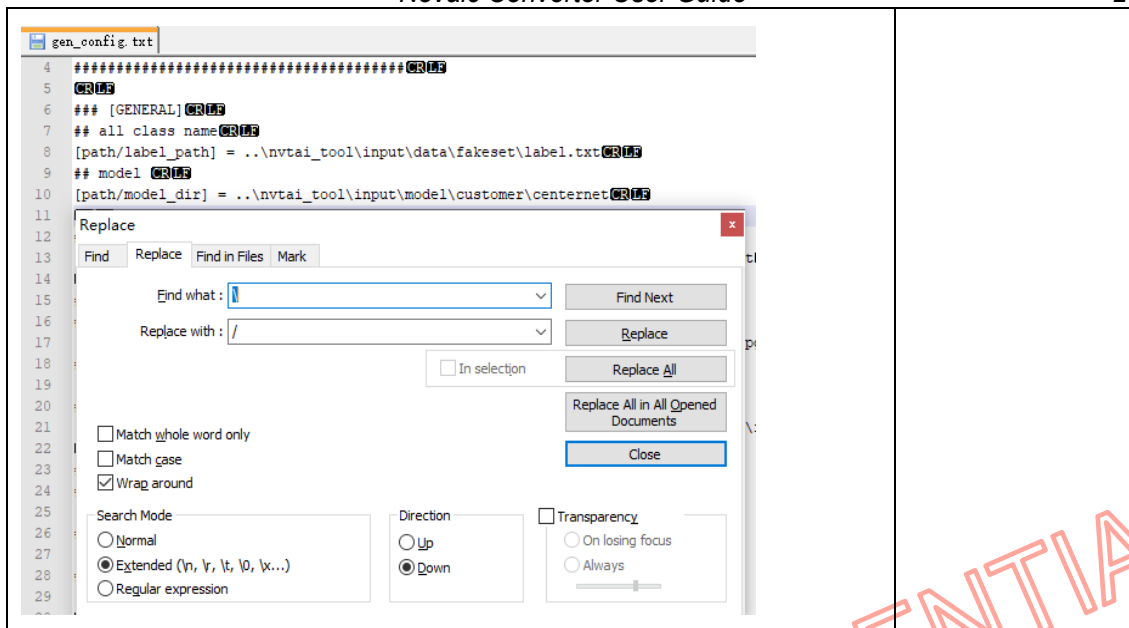 Novatc Converter User Guide
gen_config.txt
4 #######################################CRLF
5 CRLF
6 ### [GENERAL]CRLF
7 ## all class nameCRLF
8 [path/label_path] = ..\nvtai_tool\input\data\fakeset\label.txtCRLF
9 ## model CRLF
10 [path/model_dir] = ..\nvtai_tool\input\model\customer\centernetCRLF
11
Replace
12
13
Find Replace Find in Files Mark
14
15
Find what : \
Find Next
16
17
Replace with : /
Replace
18
In selection
Replace All
19
20
Replace All in All Opened
Documents
21
22
Match whole word only
Match case
Close
23
24
Wrap around
25
Search Mode
Direction
Transparency
26
Normal
Up
On losing focus
27
28
Extended (\n, \r, \t, \0, \x...)
Down
Always
29
Regular expression